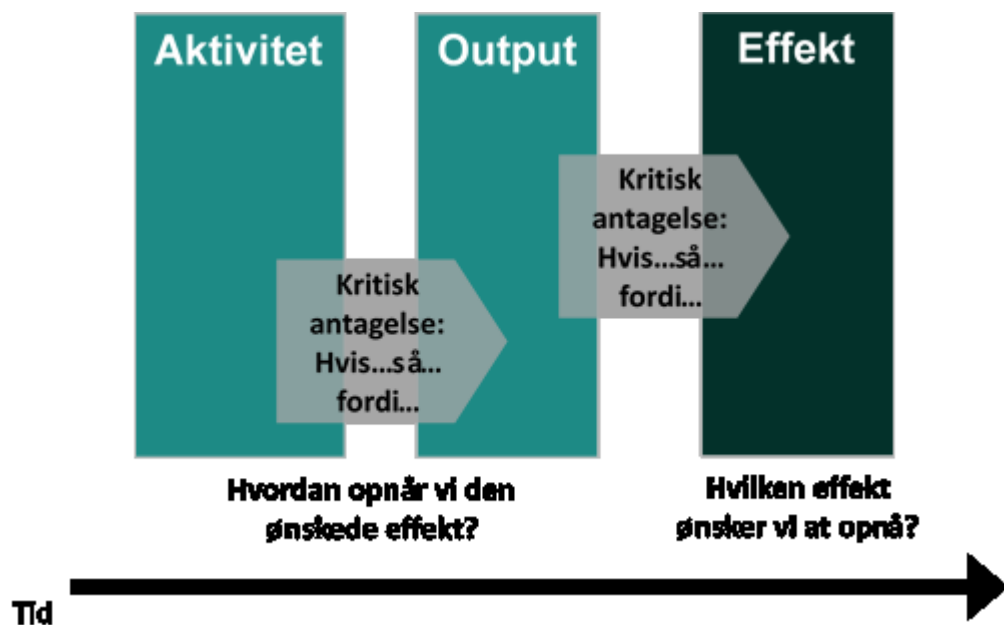 Aktivitet
Output
Effekt
Kritisk
antagelse:
Hvis...så...
fordi...
Kritisk
antagelse:
Hvis...så...
fordi...
Hvordan opnår vi den
ønskede effekt?
Hvilken effekt
ønsker vi at opnå?
Tid